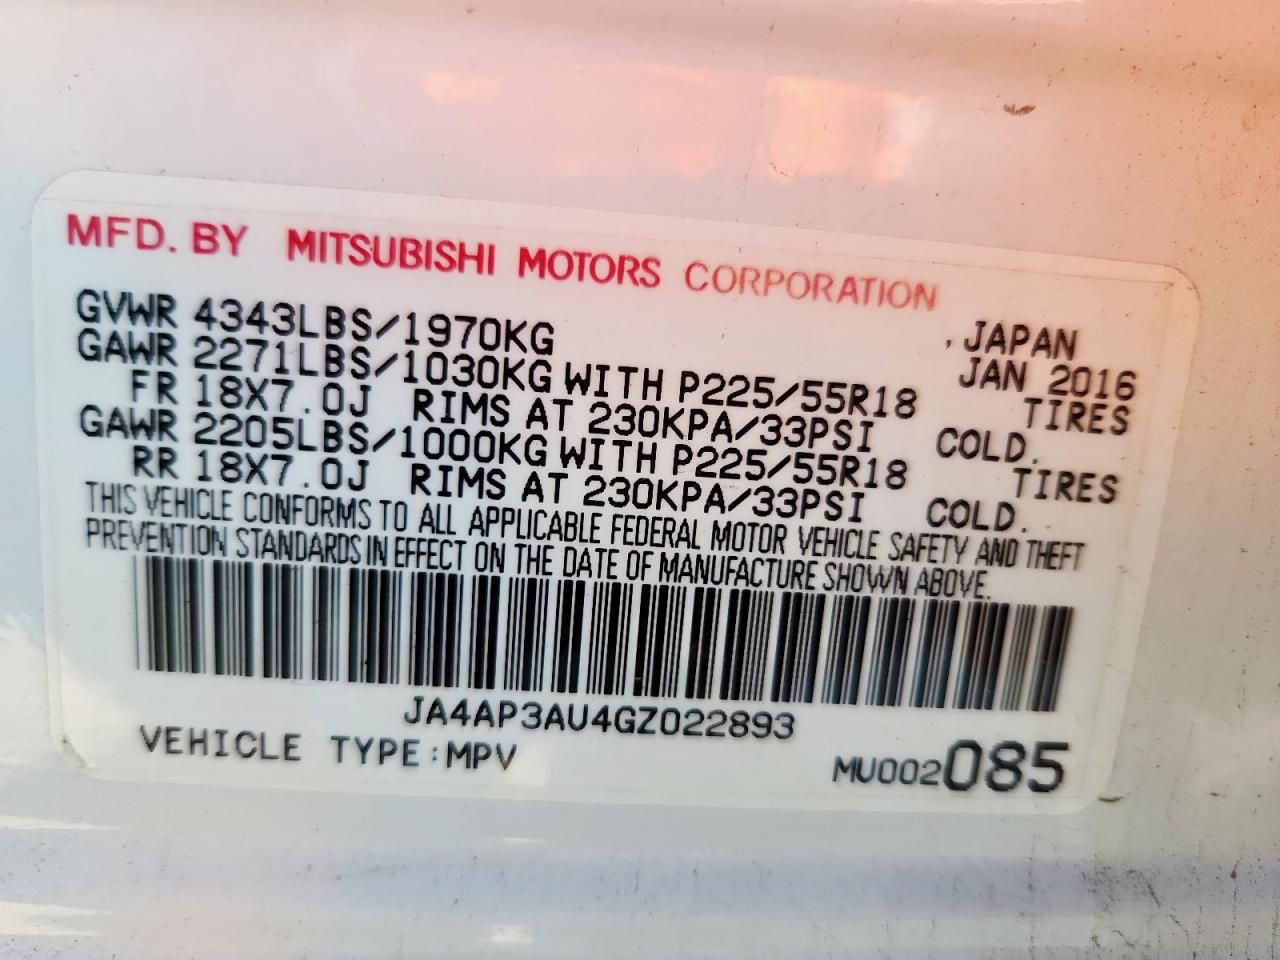 MFD. BY MITSUBISHI MOTORS CORPORATION
GVWR 4343LBS/1970KG JAPAN
GAWR 2271LBS/1030KG WITH P225/55R18 JAN 2016
FR 18X7.0J RIMS AT 230KPA/33PSI TIRES COLD.
GAWR 2205LBS/1000KG WITH P225/55R18 TIRES
RR 18X7.0J RIMS AT 230KPA/33PSI COLD.
THIS VEHICLE CONFORMS TO ALL APPLICABLE FEDERAL MOTOR VEHICLE SAFETY AND THEFT
PREVENTION STANDARDS IN EFFECT ON THE DATE OF MANUFACTURE SHOWN ABOVE.
JA4AP3AU4GZ022893
VEHICLE TYPE:MPV MU002085